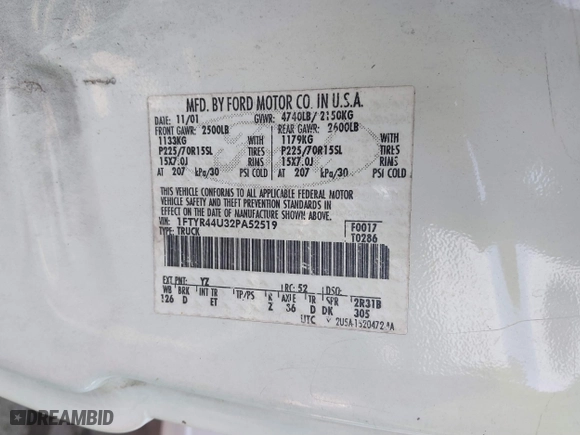 MFD. BY FORD MOTOR CO. IN U.S.A.
DATE: 11/01 GVWR: 4740LB/ 2150KG
FRONT GAWR: 2500LB REAR GAWR: 2600LB
1133KG WITH 1179KG WITH
P225/70R15SL TIRES P225/70R15SL TIRES
15X7.0J RIMS 15X7.0J RIMS
AT 207 kPa/30 PSI COLD AT 207 kPa/30 PSI COLD
THIS VEHICLE CONFORMS TO ALL APPLICABLE FEDERAL MOTOR
VEHICLE SAFETY AND THEFT PREVENTION STANDARDS IN
EFFECT ON THE DATE OF MANUFACTURE SHOWN ABOVE.
VIN: 1FTYR44U32PA52519 F0017
TYPE: TRUCK T0286
EXT PNT: YZ RC: 52 DSO:
WB BRK INT TR TP/PS R AXLE TR SPR 2R31B
126 D ET 2 36 D DK 305
UTC
DREAMBID